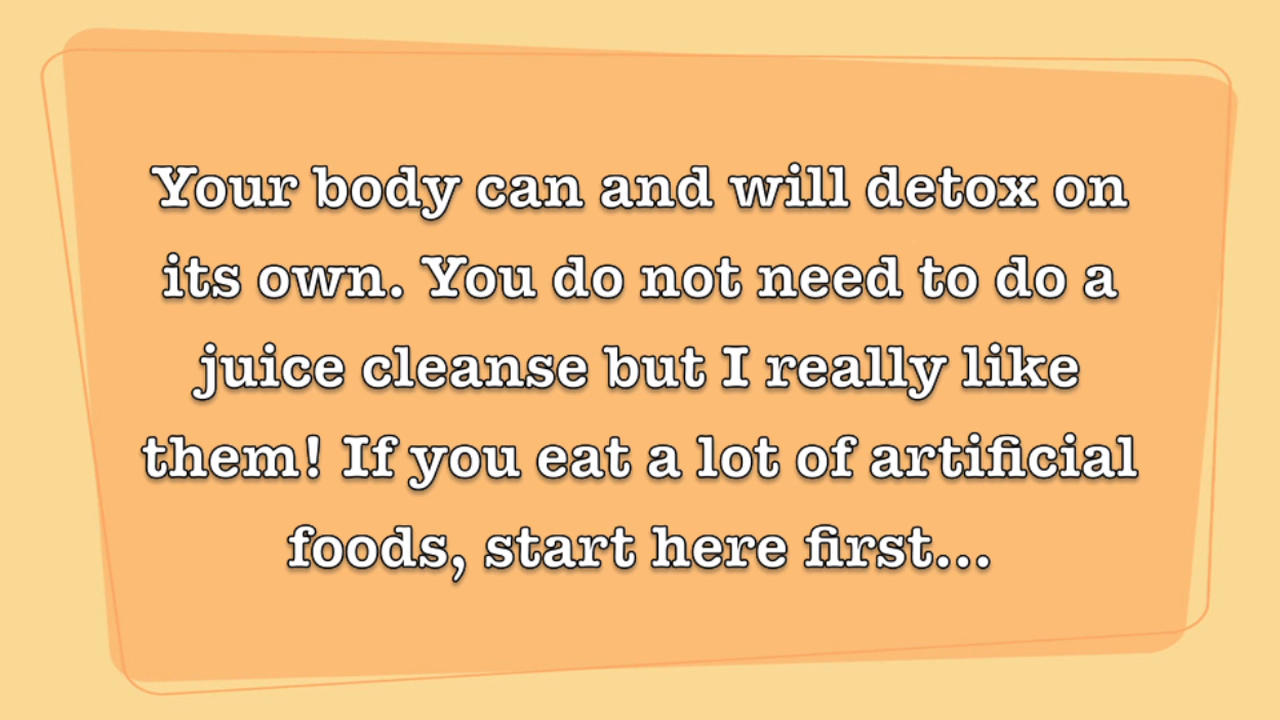 Your body can and will detox on
its own. You do not need to do a
juice cleanse but I really like
them! If you eat a lot of artificial
foods, start here first...